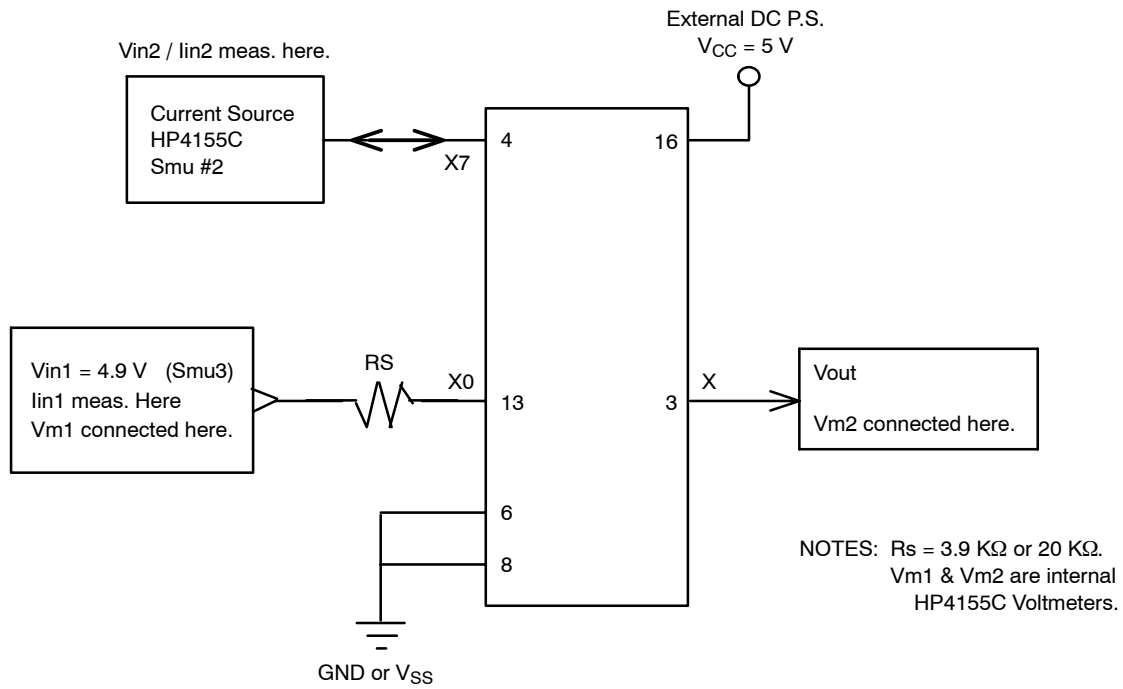 External DC P.S.
VCC = 5 V
Vin2 / Iin2 meas. here.
Current Source
HP4155C
Smu #2
4
16
X7
Vin1 = 4.9 V (Smu3)
Iin1 meas. Here
Vm1 connected here.
RS
X0
13
3
X
Vout
Vm2 connected here.
6
8
NOTES: Rs = 3.9 KΩ or 20 KΩ.
Vm1 & Vm2 are internal
HP4155C Voltmeters.
GND or VSS